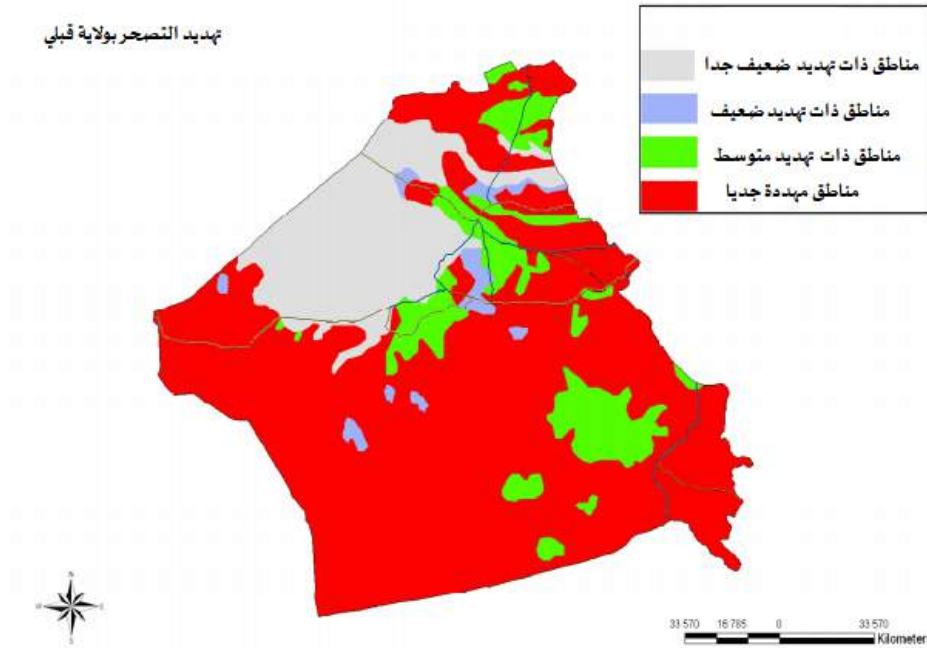 تهديد التصحر بولاية قبلي
مناطق ذات تهديد ضعيف جدا
مناطق ذات تهديد ضعيف
مناطق ذات تهديد متوسط
مناطق مهددة جديا
N
W
E
S
33 570 16 785 0 33 570
Kilometer